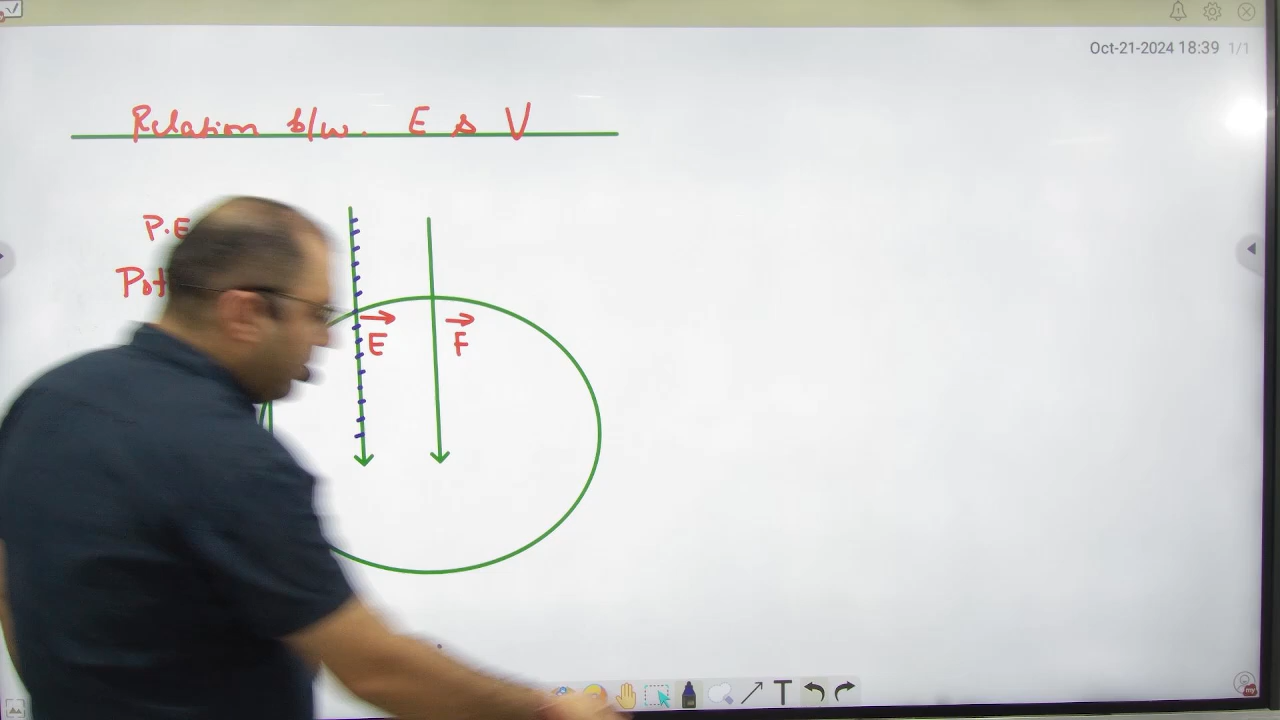 Oct-21-2024 18:39 1/1
Relation b/w. E & V
P.E
Pot
E F
T